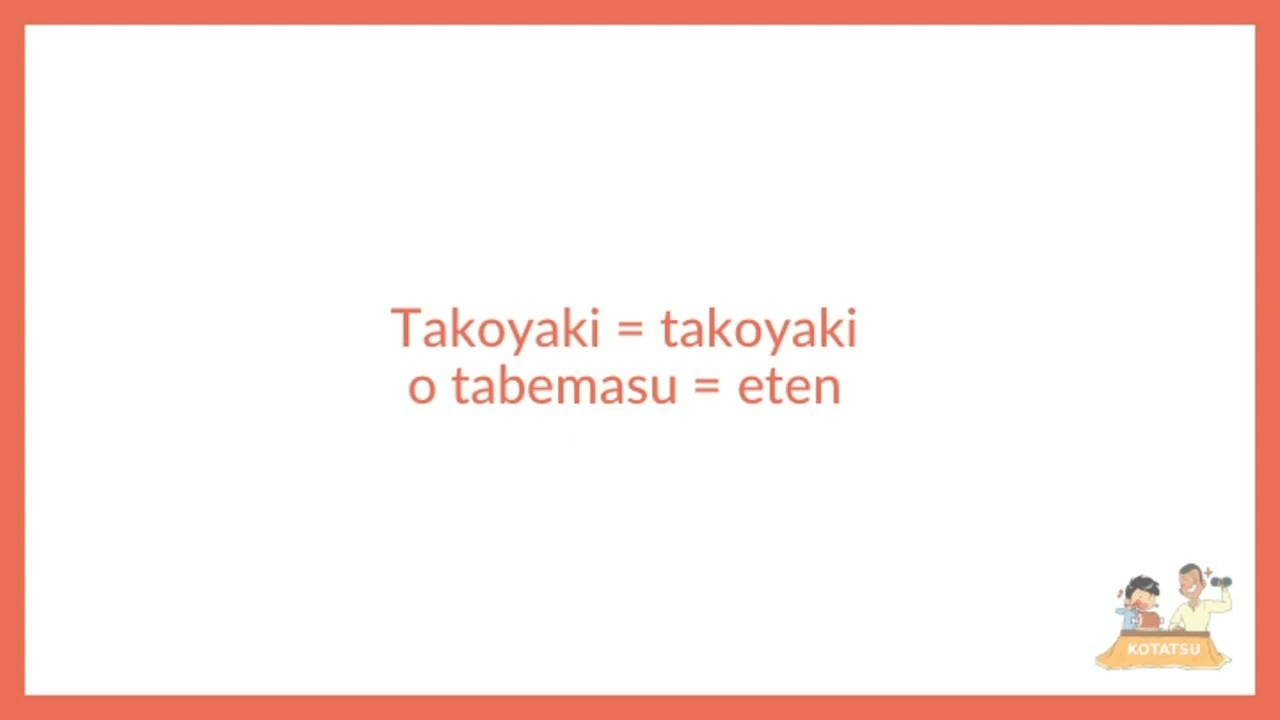 Takoyaki = takoyaki
o tabemasu = eten
KOTATSU